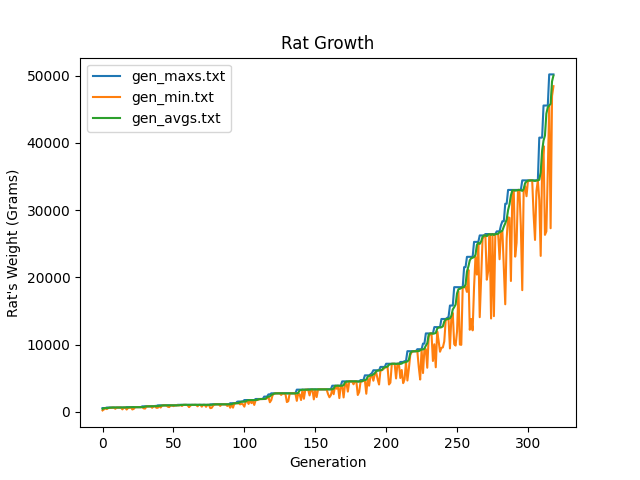 Rat Growth
gen_maxs.txt
gen_min.txt
gen_avgs.txt
Rat's Weight (Grams)
50000
40000
30000
20000
10000
0
0 50 100 150 200 250 300
Generation